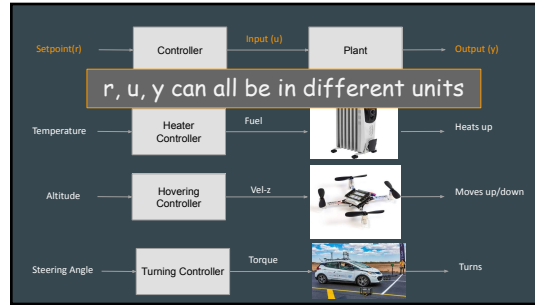 Setpoint(r)
Controller
Input (u)
Plant
Output (y)
r, u, y can all be in different units
Temperature
Heater
Controller
Fuel
Heats up
Altitude
Hovering
Controller
Vel-z
Moves up/down
Steering Angle
Turning Controller
Torque
Turns